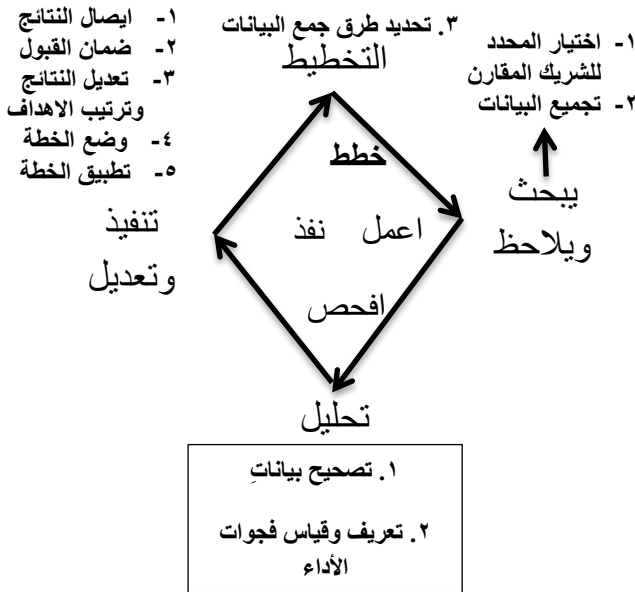 ٣. تحديد طرق جمع البيانات
التخطيط
١- اختيار المحدد
للشريك المقارن
٢- تجميع البيانات
يبحث
ويلاحظ
١- ايصال النتائج
٢- ضمان القبول
٣- تعديل النتائج
وترتيب الاهداف
٤- وضع الخطة
٥- تطبيق الخطة
تنفيذ
وتعديل
خطط
اعمل نفذ
افحص
تحليل
١. تصحيح بياناتِ
٢. تعريف وقياس فجوات
الأداء